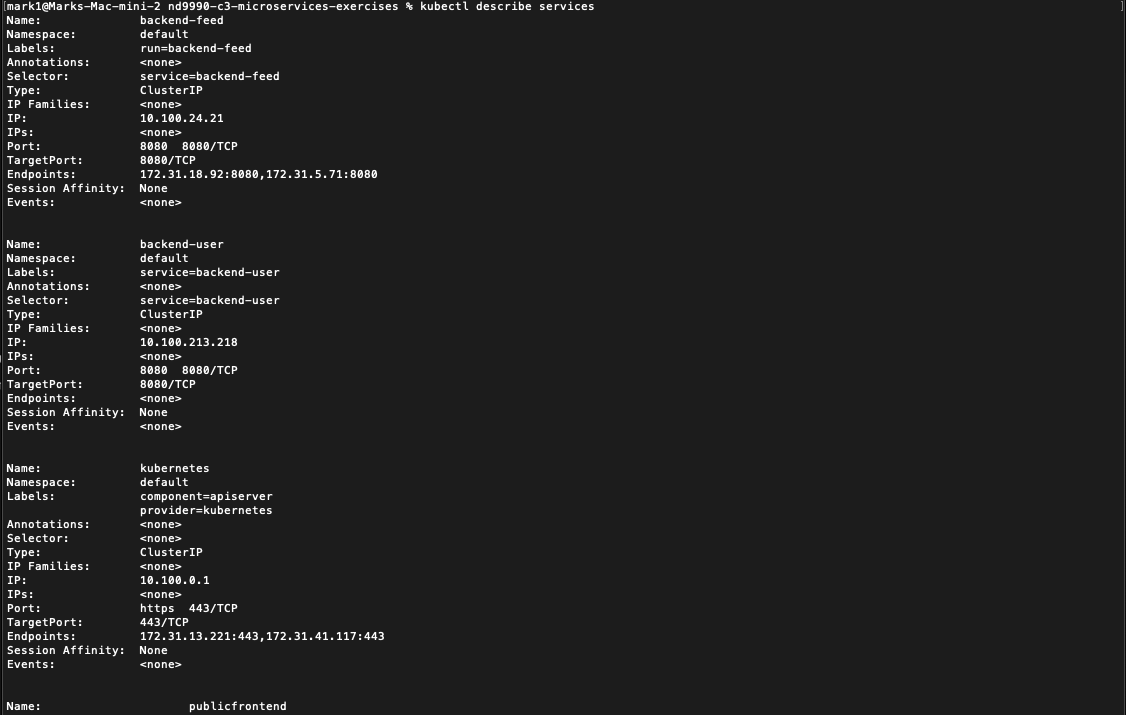 [mark1@Marks-Mac-mini-2 nd9990-c3-microservices-exercises % kubectl describe services ]
Name:              backend-feed
Namespace:         default
Labels:            run=backend-feed
Annotations:       <none>
Selector:          service=backend-feed
Type:              ClusterIP
IP Families:       <none>
IP:                10.100.24.21
IPs:               <none>
Port:              8080  8080/TCP
TargetPort:        8080/TCP
Endpoints:         172.31.18.92:8080,172.31.5.71:8080
Session Affinity:  None
Events:            <none>
Name:              backend-user
Namespace:         default
Labels:            service=backend-user
Annotations:       <none>
Selector:          service=backend-user
Type:              ClusterIP
IP Families:       <none>
IP:                10.100.213.218
IPs:               <none>
Port:              8080  8080/TCP
TargetPort:        8080/TCP
Endpoints:         <none>
Session Affinity:  None
Events:            <none>
Name:              kubernetes
Namespace:         default
Labels:            component=apiserver
                   provider=kubernetes
Annotations:       <none>
Selector:          <none>
Type:              ClusterIP
IP Families:       <none>
IP:                10.100.0.1
IPs:               <none>
Port:              https  443/TCP
TargetPort:        443/TCP
Endpoints:         172.31.13.221:443,172.31.41.117:443
Session Affinity:  None
Events:            <none>
Name:                     publicfrontend